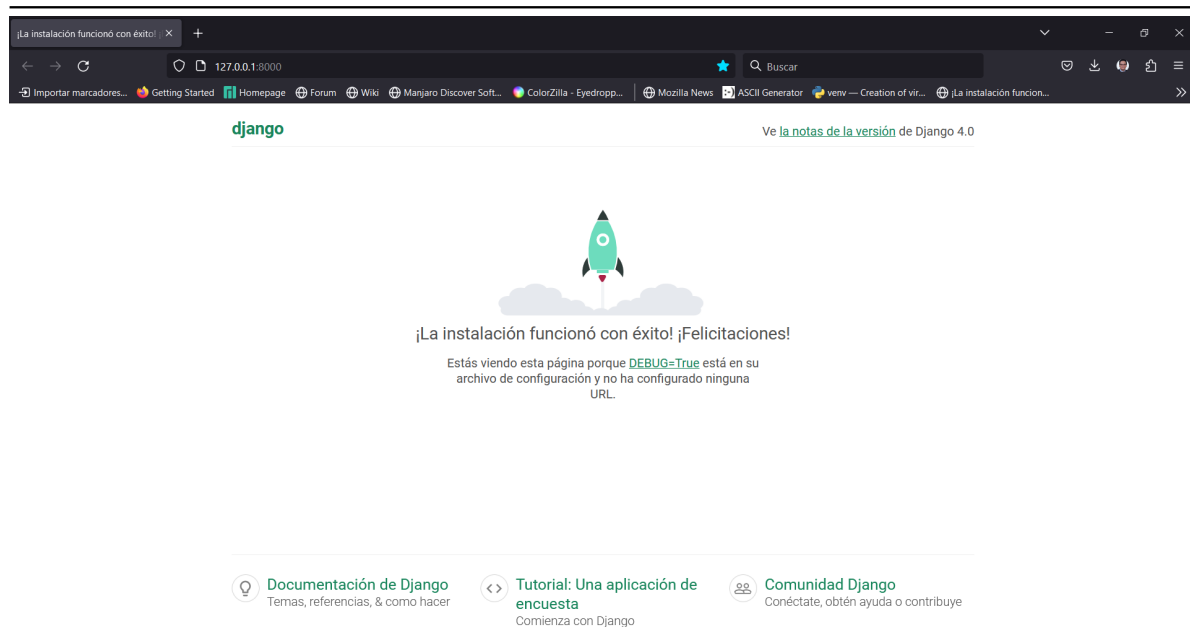 ¡La instalación funcionó con éxito! ¡
127.0.0.1:8000
Buscar
Importar marcadores... Getting Started Homepage Forum Wiki Manjaro Discover Soft... ColorZilla - Eyedropp... Mozilla News ASCII Generator venv — Creation of vir... ¡La instalación funcion...
django
Ve la notas de la versión de Django 4.0
¡La instalación funcionó con éxito! ¡Felicitaciones!
Estás viendo esta página porque DEBUG=True está en su
archivo de configuración y no ha configurado ninguna
URL.
Documentación de Django
Temas, referencias, & como hacer
Tutorial: Una aplicación de
encuesta
Comienza con Django
Comunidad Django
Conéctate, obtén ayuda o contribuye